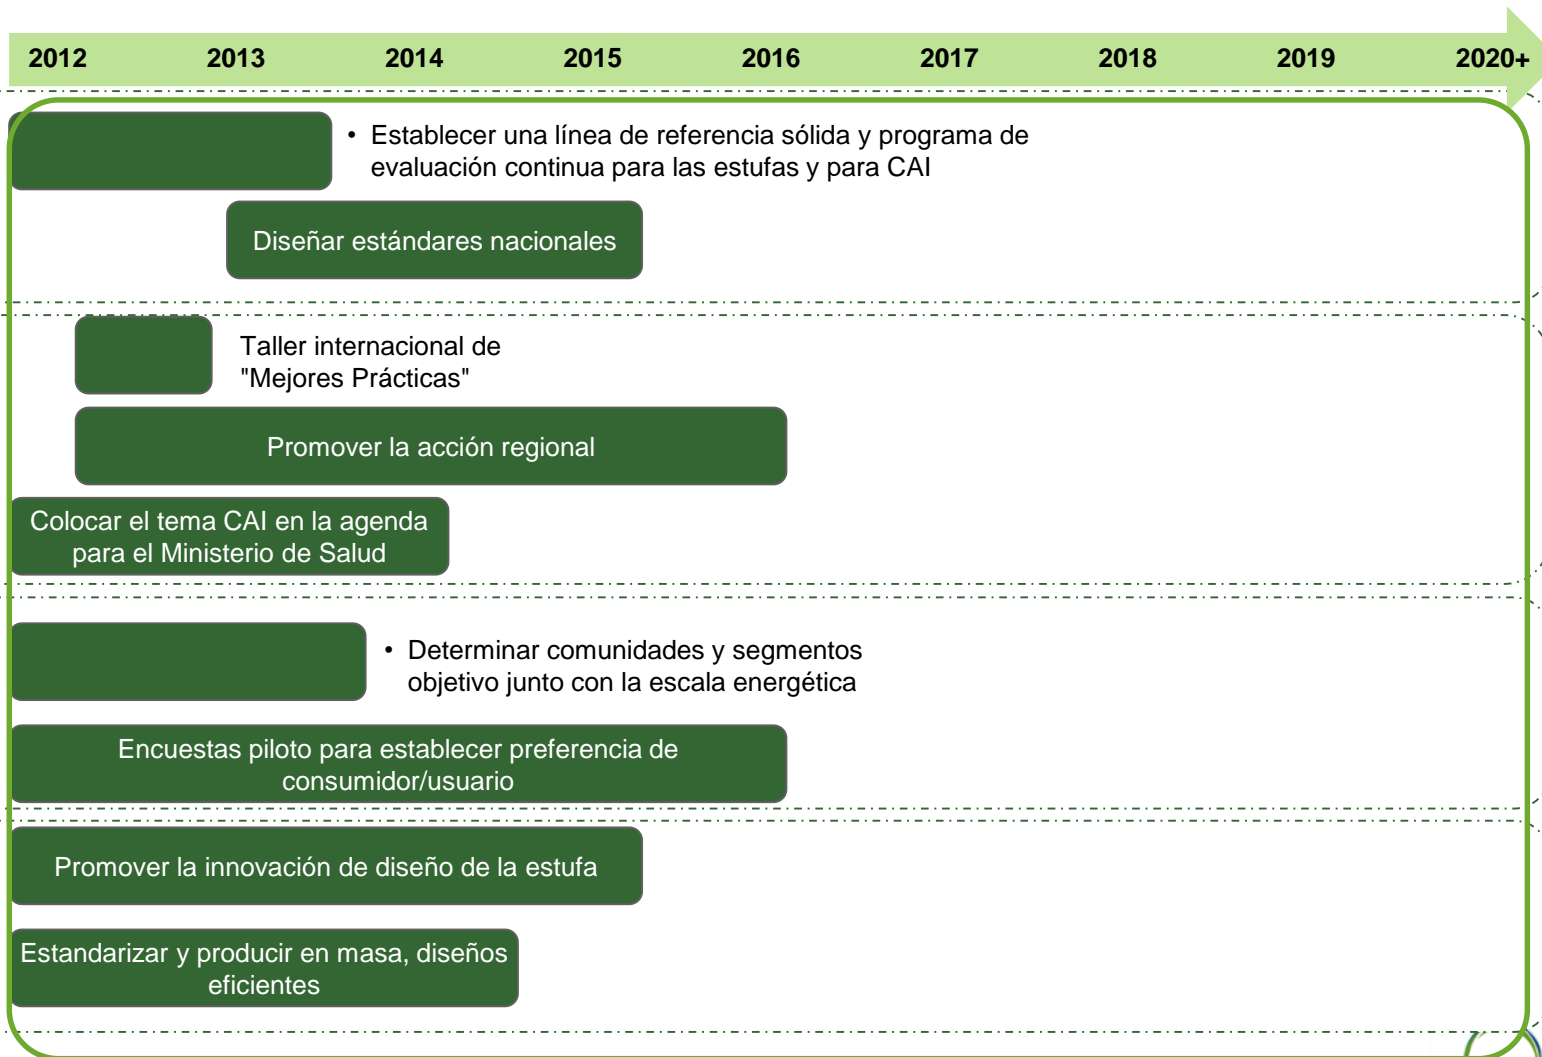 2012 2013 2014 2015 2016 2017 2018 2019 2020+
• Establecer una línea de referencia sólida y programa de
evaluación continua para las estufas y para CAI
Diseñar estándares nacionales
Taller internacional de
"Mejores Prácticas"
Promover la acción regional
Colocar el tema CAI en la agenda
para el Ministerio de Salud
• Determinar comunidades y segmentos
objetivo junto con la escala energética
Encuestas piloto para establecer preferencia de
consumidor/usuario
Promover la innovación de diseño de la estufa
Estandarizar y producir en masa, diseños
eficientes